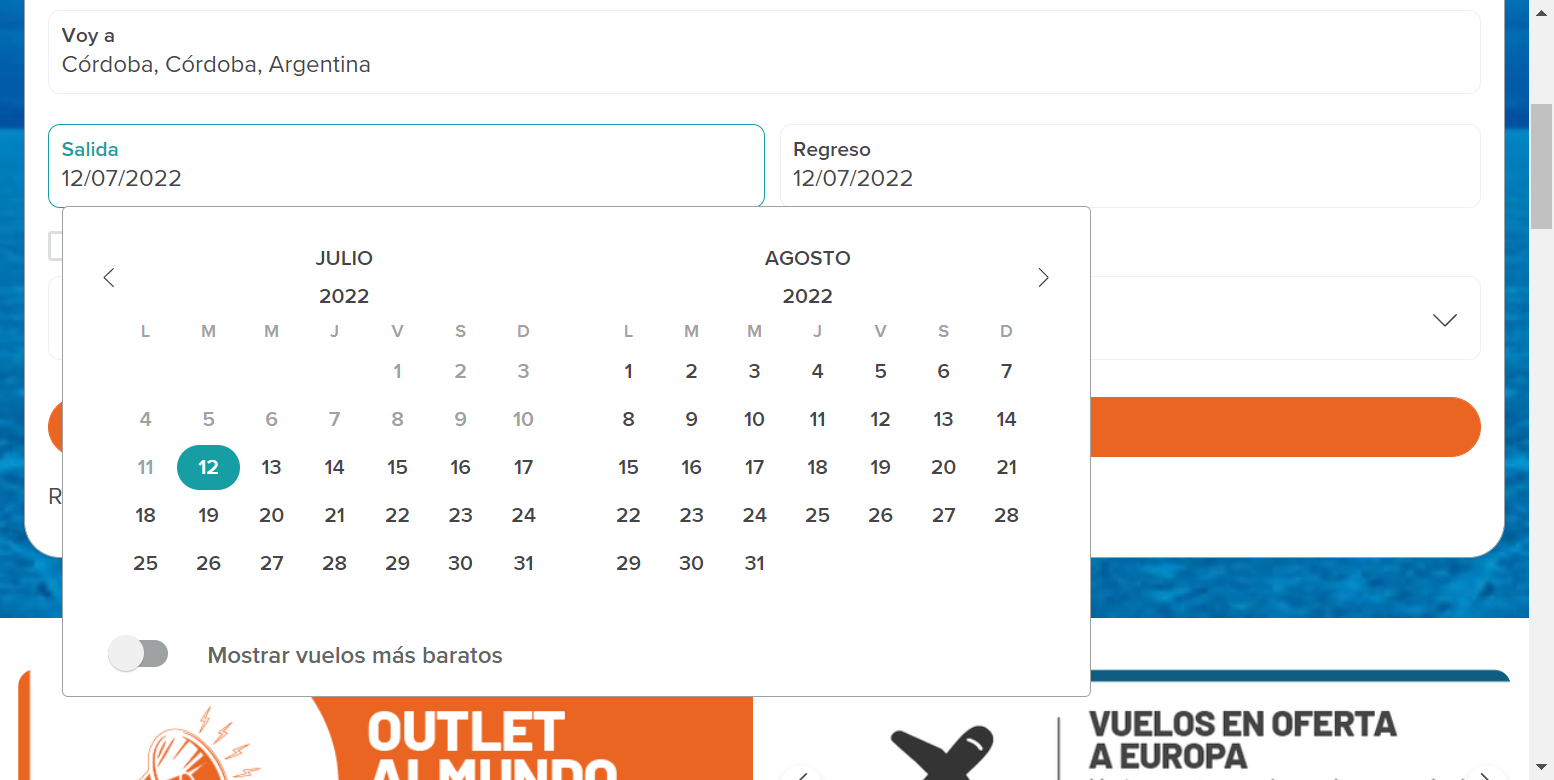 Voy a
Córdoba, Córdoba, Argentina
Salida
12/07/2022
Regreso
12/07/2022
JULIO
2022
L M M J V S D
1 2 3
4 5 6 7 8 9 10
11 12 13 14 15 16 17
18 19 20 21 22 23 24
25 26 27 28 29 30 31
AGOSTO
2022
L M M J V S D
1 2 3 4 5 6 7
8 9 10 11 12 13 14
15 16 17 18 19 20 21
22 23 24 25 26 27 28
29 30 31
R
Mostrar vuelos más baratos
OUTLET
ALMUNDO
VUELOS EN OFERTA
A EUROPA